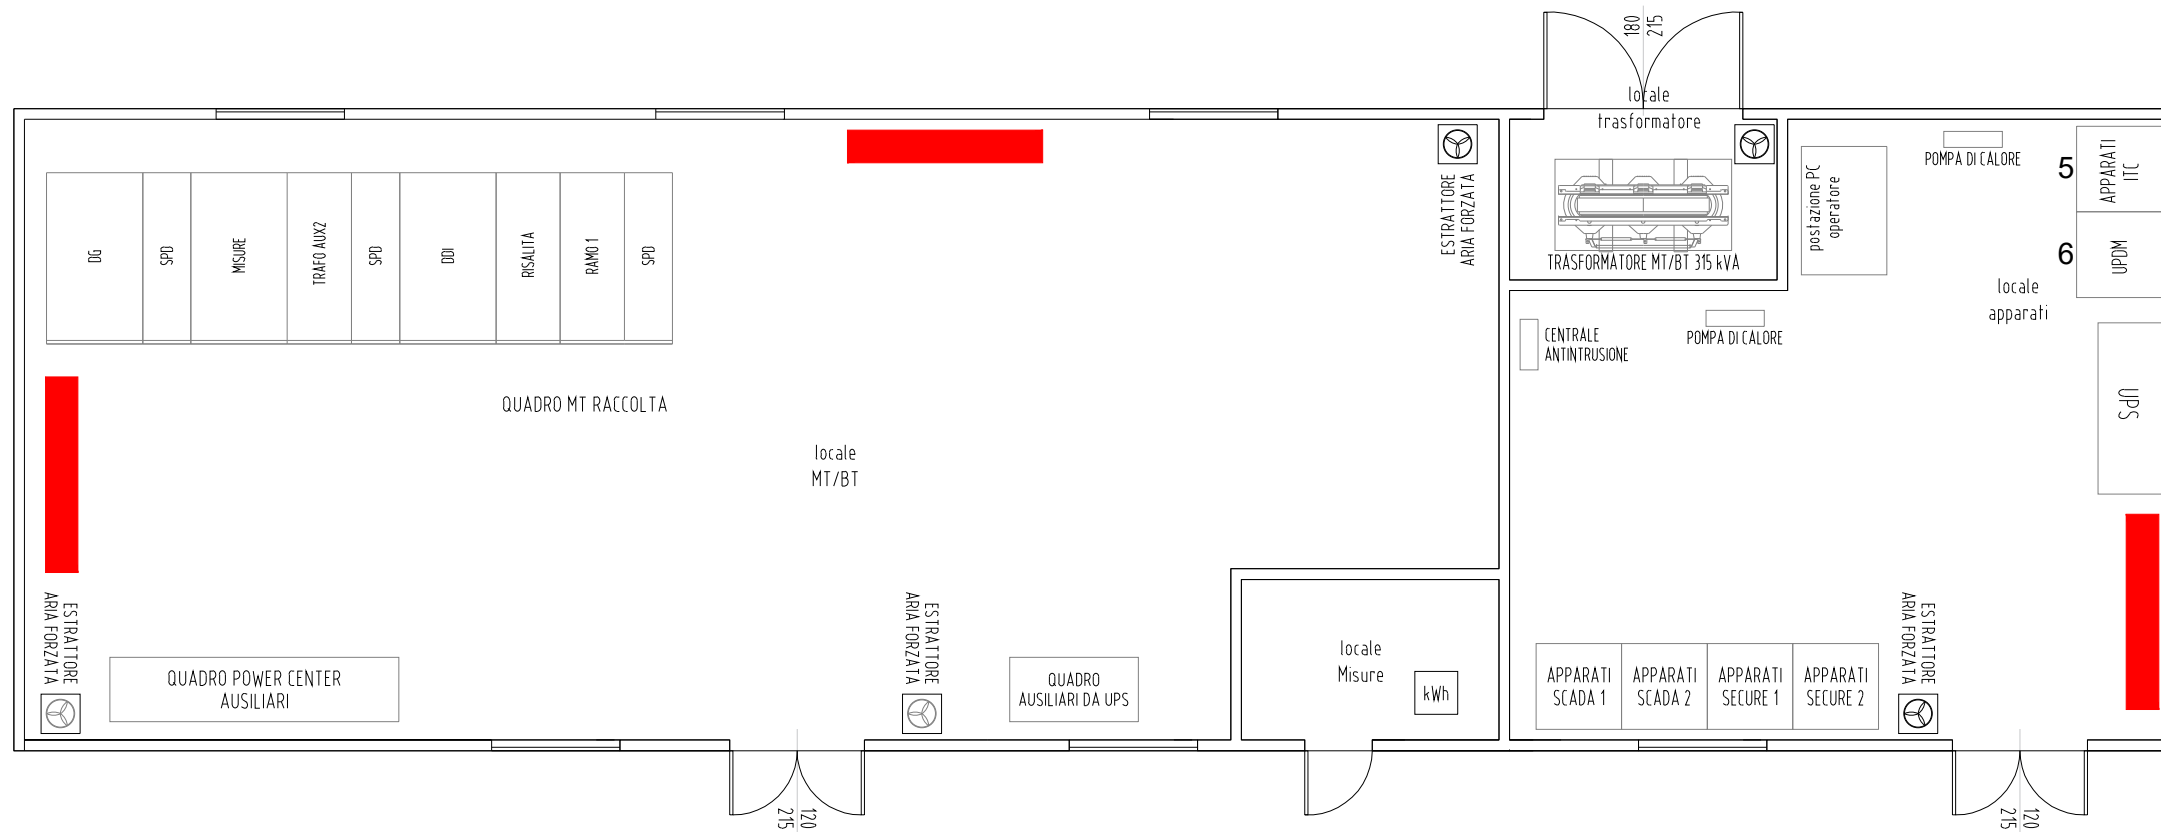 180
215
locale
trasformatore
TRASFORMATORE MT/BT 315 kVA
ESTRATTORE
ARIA FORZATA
DG
SPD
MISURE
TRAFO AUX2
SPD
DDI
RISALITA
RAMO 1
SPD
QUADRO MT RACCOLTA
locale
MT/BT
postazione PC
operatore
POMPA DI CALORE
5
APPARATI
ITC
6
UPDM
locale
apparati
CENTRALE
ANTINTRUSIONE
POMPA DI CALORE
UPS
ESTRATTORE
ARIA FORZATA
QUADRO POWER CENTER
AUSILIARI
ESTRATTORE
ARIA FORZATA
QUADRO
AUSILIARI DA UPS
locale
Misure
kWh
APPARATI
SCADA 1
APPARATI
SCADA 2
APPARATI
SECURE 1
APPARATI
SECURE 2
ESTRATTORE
ARIA FORZATA
120
215
120
215